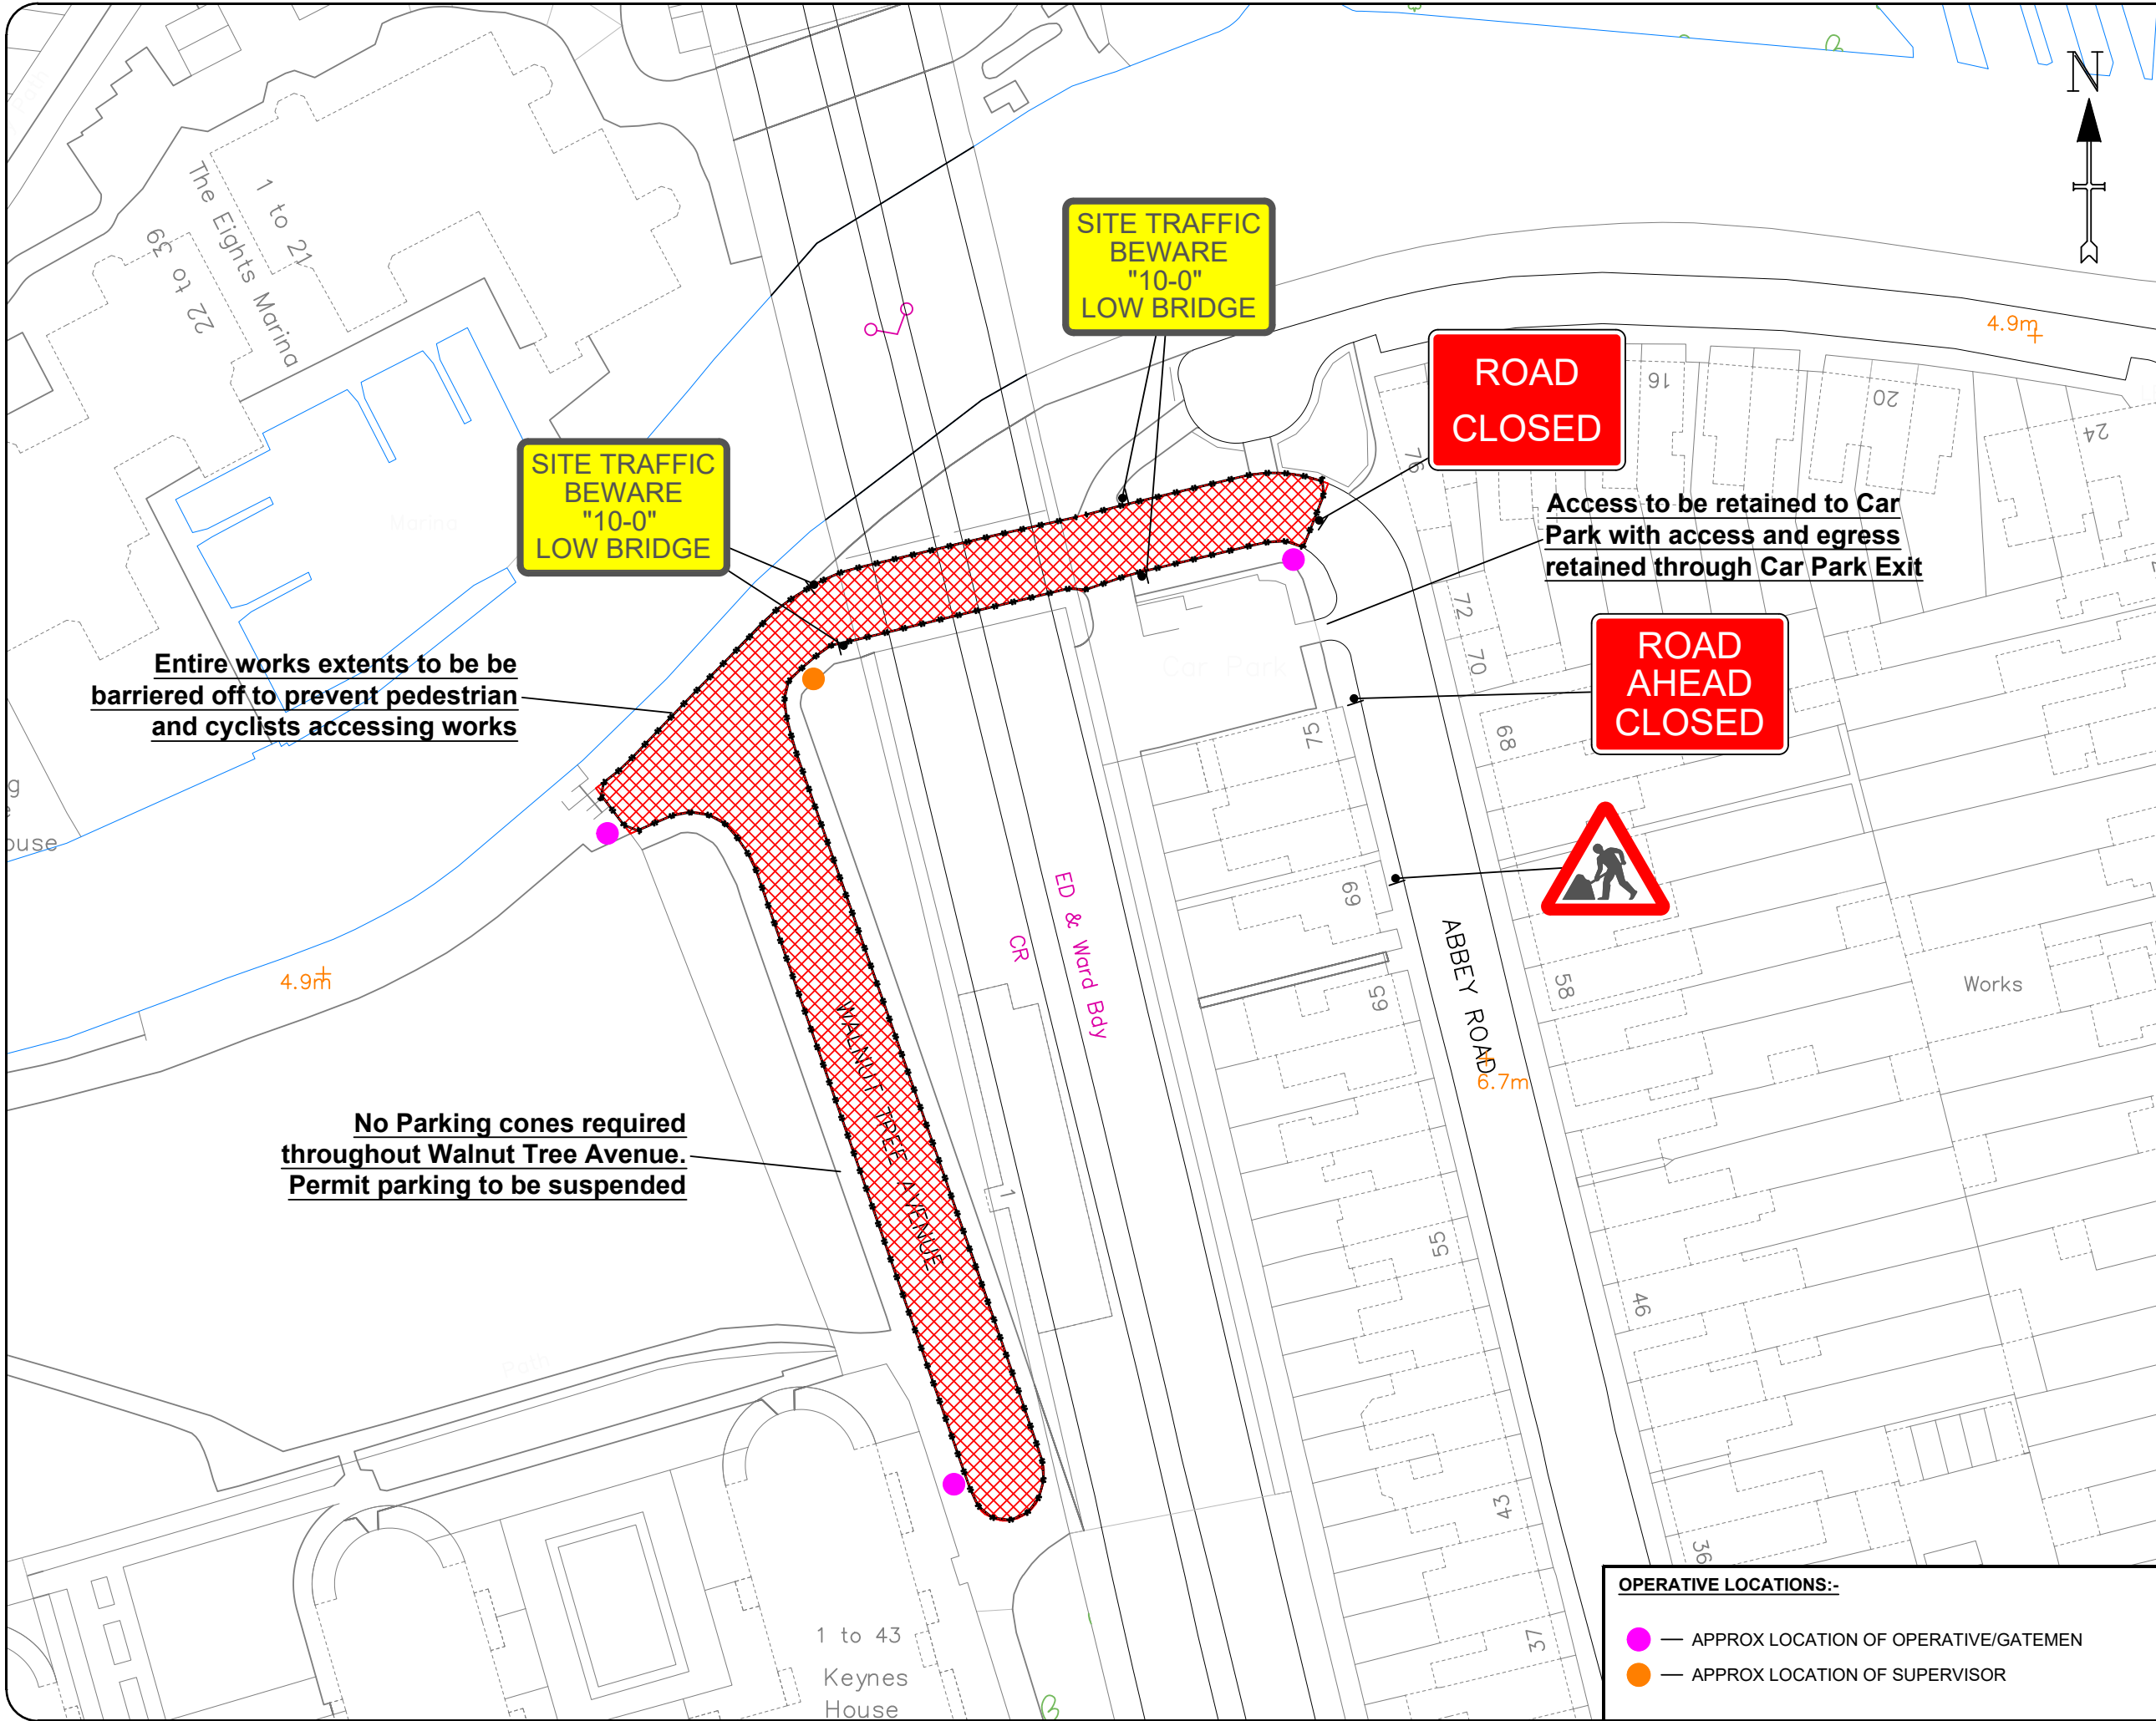 N
SITE TRAFFIC
BEWARE
"10-0"
LOW BRIDGE
The Eights Marina
1 to 21
22 to 39
4.9m
ROAD
CLOSED
16
20
24
76
SITE TRAFFIC
BEWARE
"10-0"
LOW BRIDGE
Marina
Access to be retained to Car
Park with access and egress
retained through Car Park Exit
72
70
Car Park
ROAD
AHEAD
CLOSED
Entire works extents to be be
barriered off to prevent pedestrian
and cyclists accessing works
75
68
g
ouse
69
ED & Ward Bdy
CR
ABBEY ROAD
65
58
Works
4.9m
6.7m
WALNUT TREE AVENUE
No Parking cones required
throughout Walnut Tree Avenue.
Permit parking to be suspended
1
55
46
Path
43
36
37
1 to 43
Keynes
House
OPERATIVE LOCATIONS:-
APPROX LOCATION OF OPERATIVE/GATEMEN
APPROX LOCATION OF SUPERVISOR